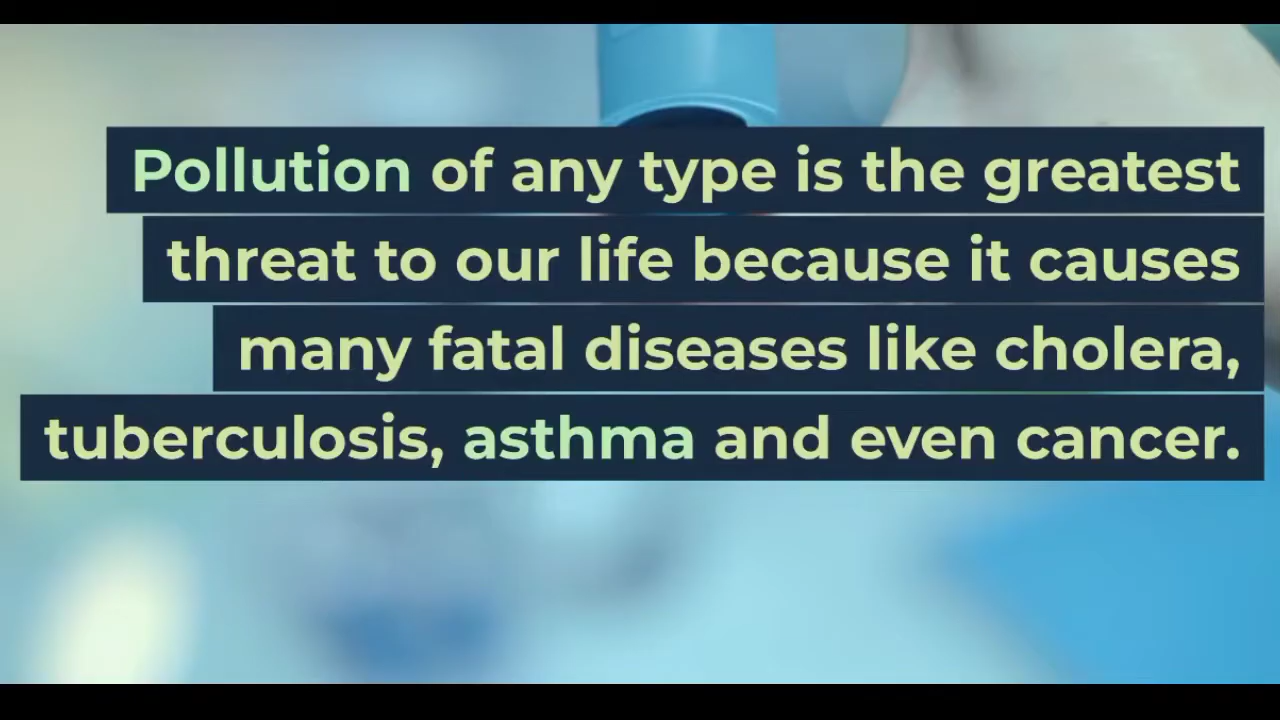 Pollution of any type is the greatest
threat to our life because it causes
many fatal diseases like cholera,
tuberculosis, asthma and even cancer.